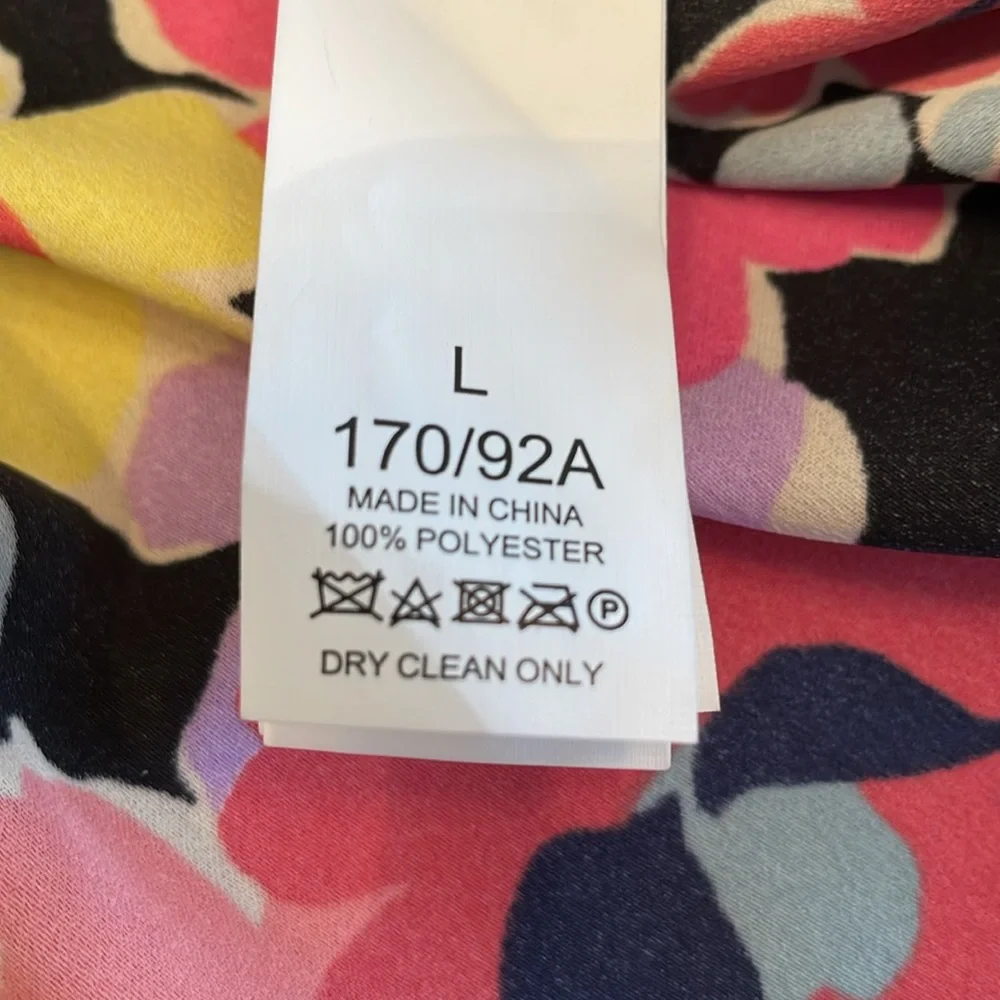 L
170/92A
MADE IN CHINA
100% POLYESTER
P
DRY CLEAN ONLY